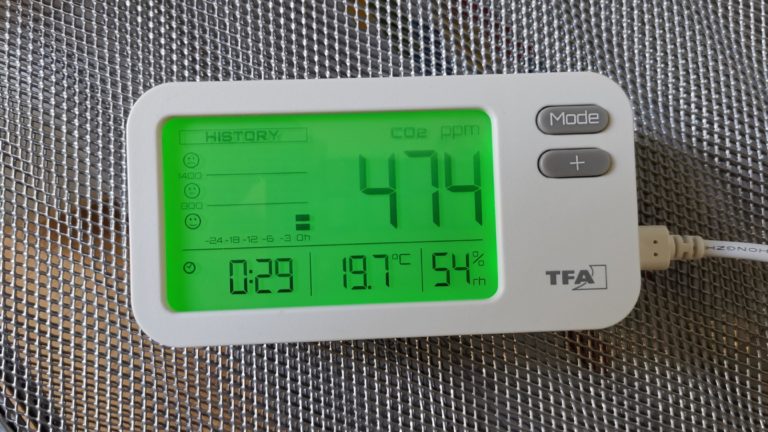 HISTORY
CO2 ppm
Mode
1400
800
474
+
-24 -18 -12 -6 -3 0h
0:29 19.7°C 54% rh
TFA